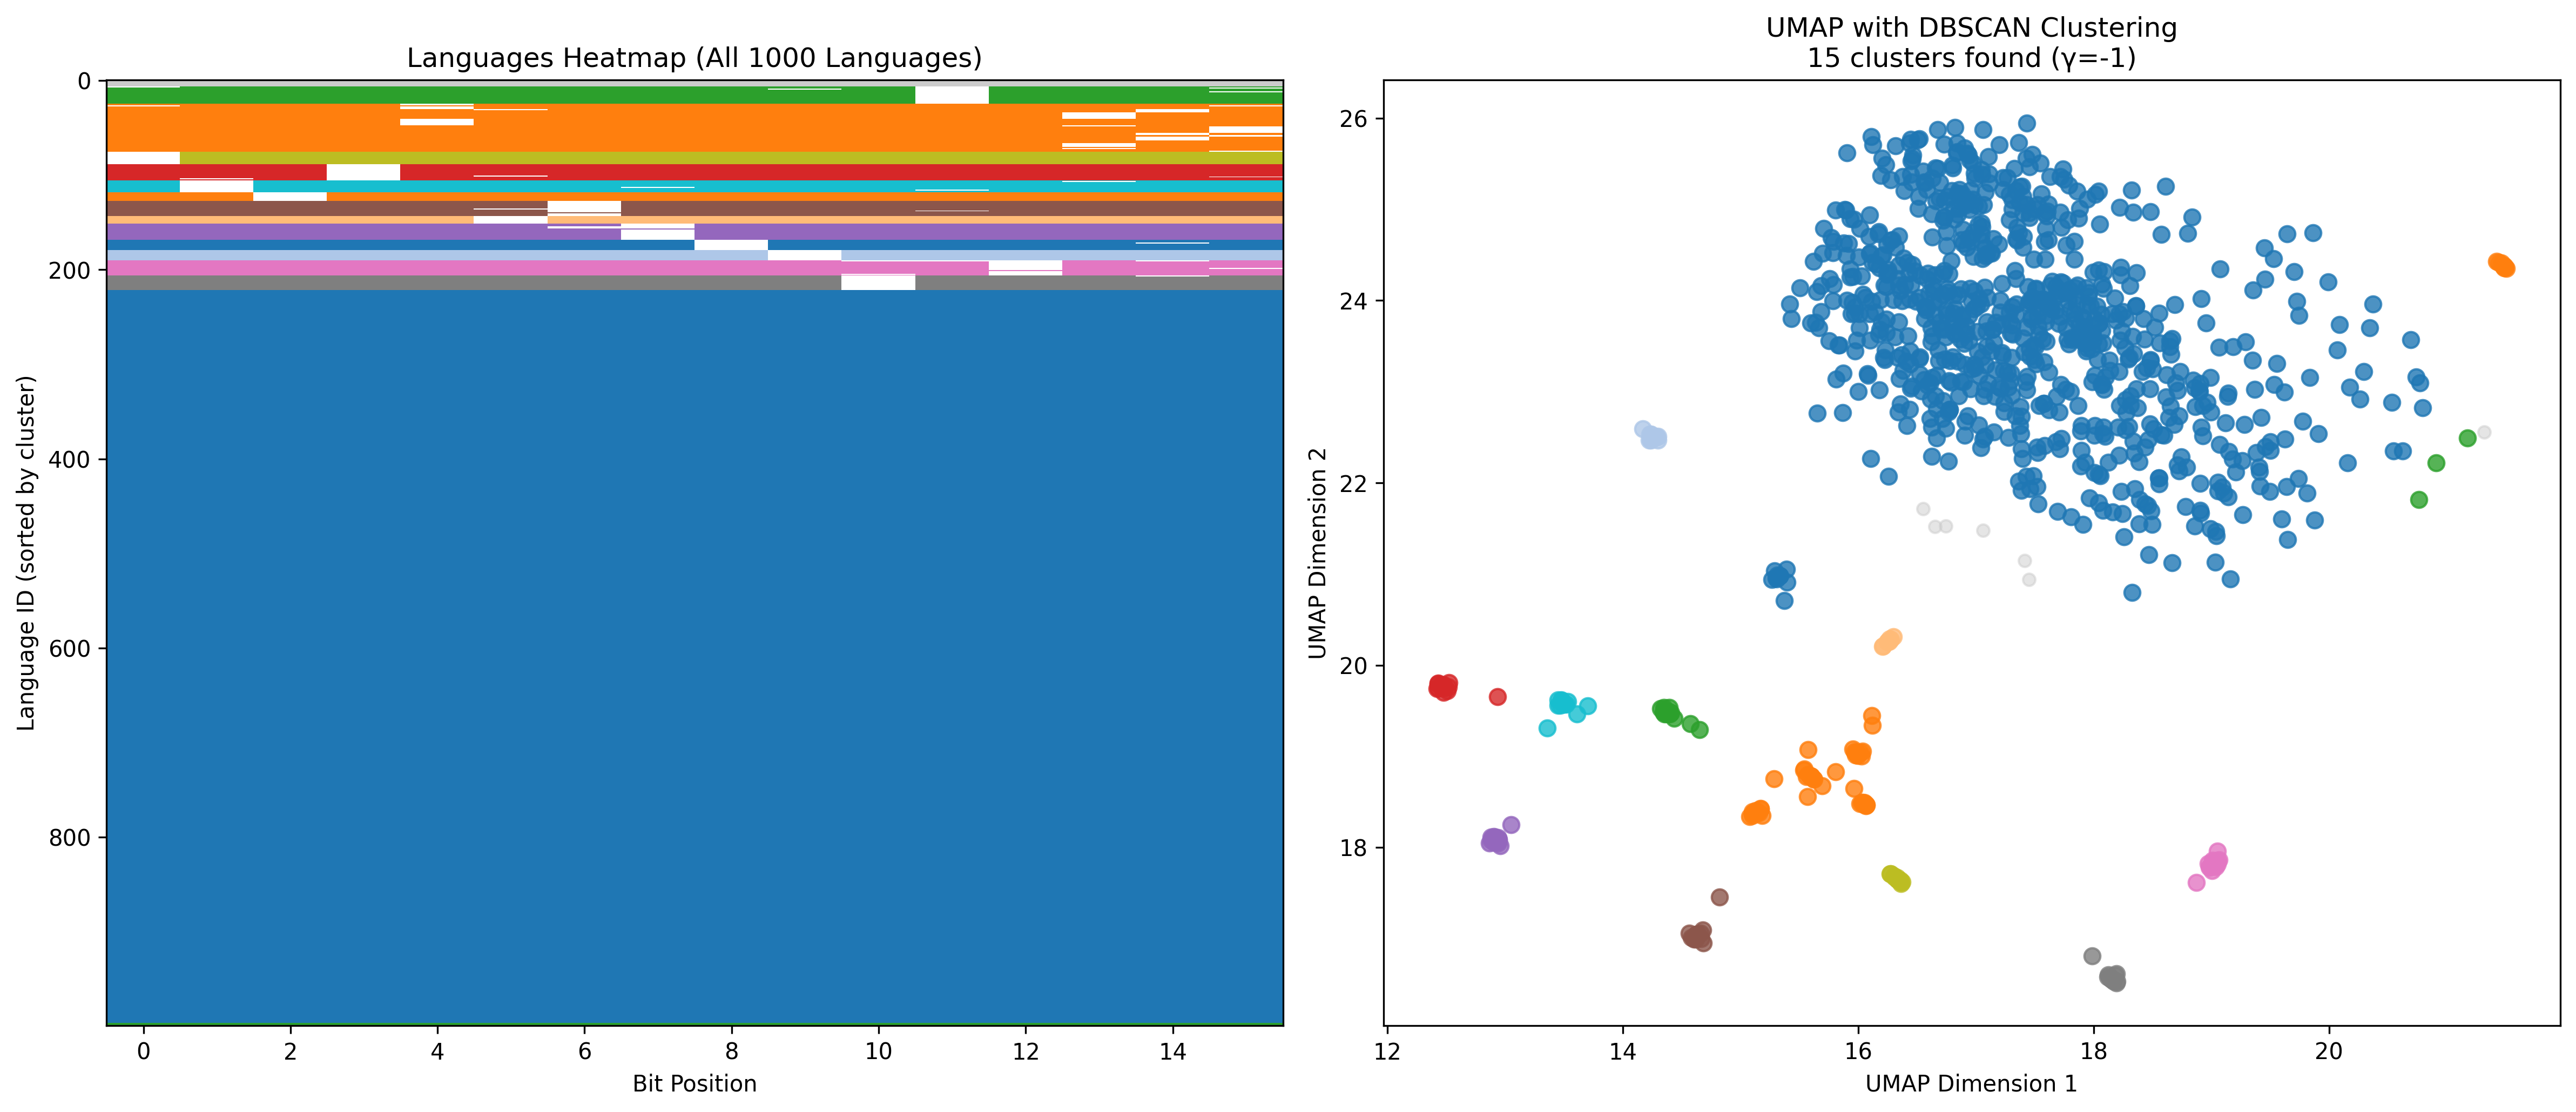 Languages Heatmap (All 1000 Languages)
0
200
400
600
800
Language ID (sorted by cluster)
0 2 4 6 8 10 12 14
Bit Position
UMAP with DBSCAN Clustering
15 clusters found (γ=-1)
26
24
22
20
18
UMAP Dimension 2
12 14 16 18 20
UMAP Dimension 1